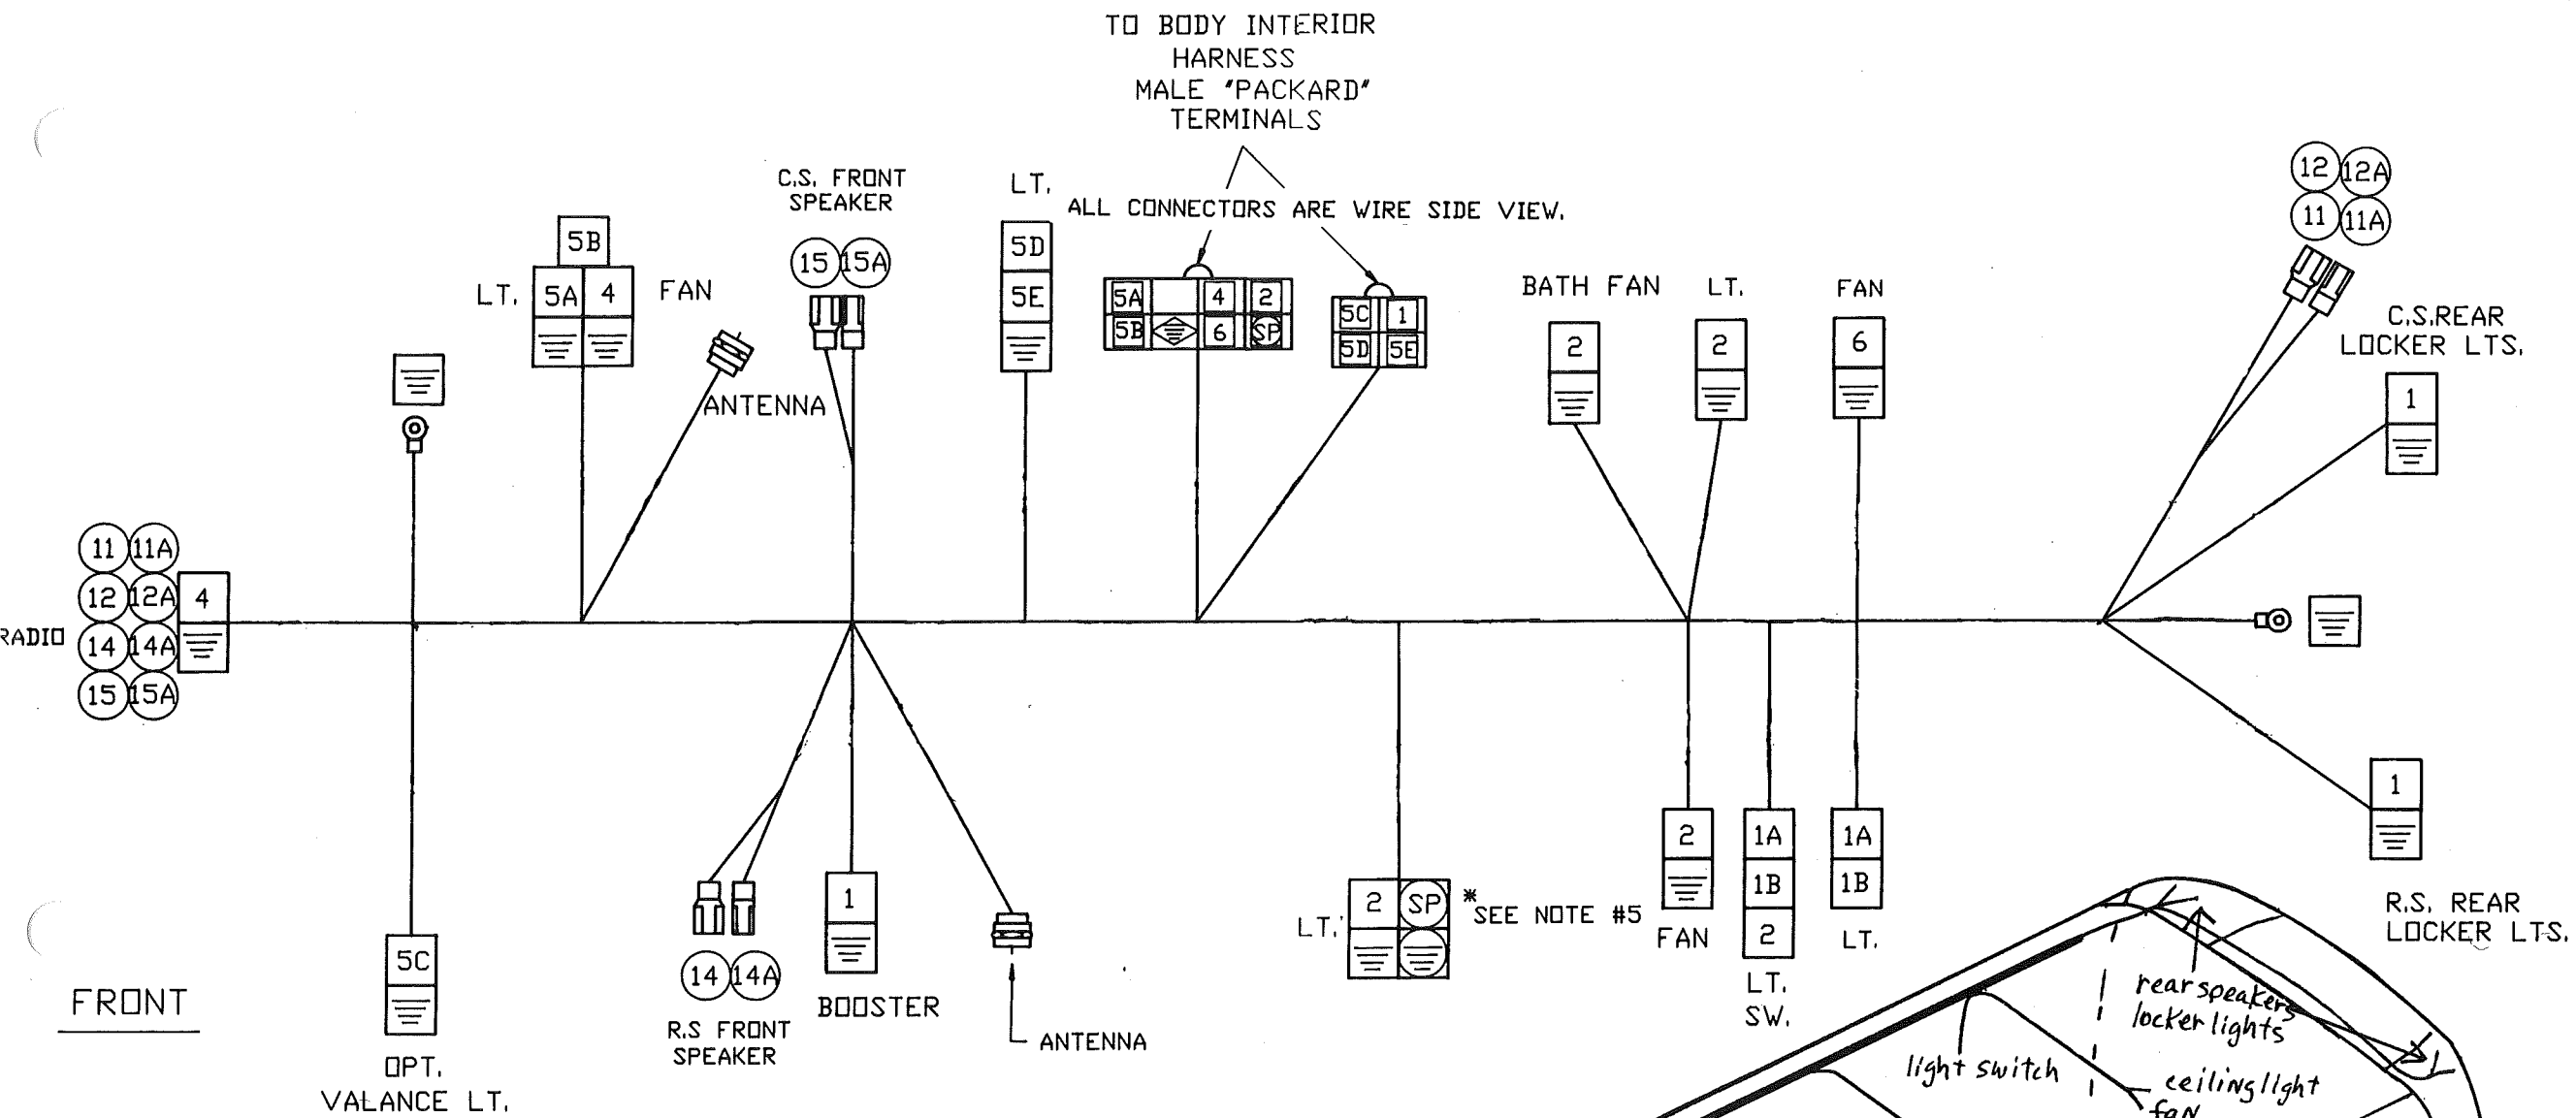 TO BODY INTERIOR
HARNESS
MALE "PACKARD"
TERMINALS
ALL CONNECTORS ARE WIRE SIDE VIEW.
5B
LT. 5A 4 FAN
ANTENNA
C.S. FRONT
SPEAKER
15 15A
LT.
5D
5E
5A 4 2
5B 6 SP
5C 1
5D 5E
BATH FAN
2
LT.
2
FAN
6
12 12A
11 11A
C.S.REAR
LOCKER LTS.
1
11 11A
12 12A 4
RADIO 14 14A
15 15A
FRONT
5C
OPT.
VALANCE LT.
14 14A
R.S FRONT
SPEAKER
1
BOOSTER
ANTENNA
2 SP *SEE NOTE #5
LT.
2
FAN
1A
1B
2
LT.
SW.
1A
1B
LT.
1
R.S. REAR
LOCKER LTS.
rear speakers
locker lights
light switch
ceiling light
fan